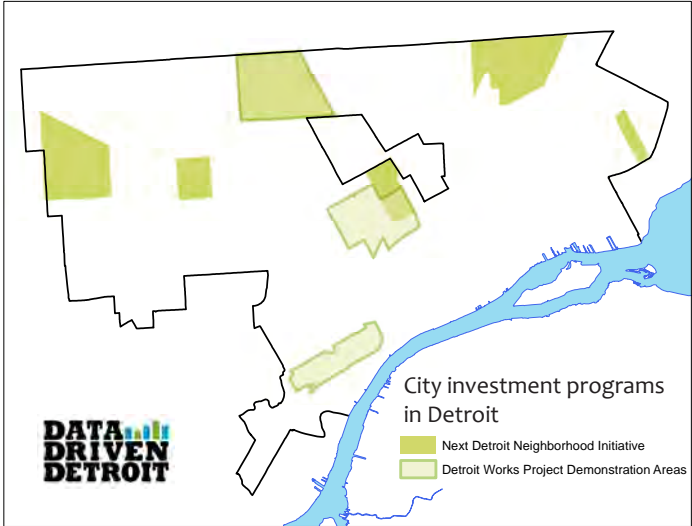 City investment programs
in Detroit
Next Detroit Neighborhood Initiative
Detroit Works Project Demonstration Areas
DATA
DRIVEN
DETROIT